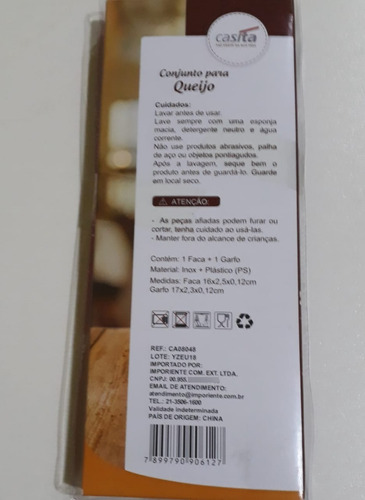 casita
Conjunto para
Queijo
Cuidados:
Lavar antes de usar.
Lave sempre com uma esponja
macia, detergente neutro e água
corrente.
Não use produtos abrasivos, palha
de aço ou objetos pontiagudos.
Após a lavagem, seque bem o
produto antes de guardá-lo. Guarde
em local seco.
ATENÇÃO:
- As peças afiadas podem furar ou
cortar, tenha cuidado ao usá-las.
- Manter fora do alcance de crianças.
Contém: 1 Faca + 1 Garfo
Material: Inox + Plástico (PS)
Medidas: Faca 16x2,5x0,12cm
Garfo 17x2,3x0,12cm
REF.: CA08048
LOTE: YZEU18
IMPORTADO POR:
IMPORIENTE COM. EXT. LTDA.
CNPJ: 00.855.
EMAIL DE ATENDIMENTO:
atendimento@imporiente.com.br
TEL.: 21-3506-1600
Validade indeterminada
PAÍS DE ORIGEM: CHINA
7 899790 906127